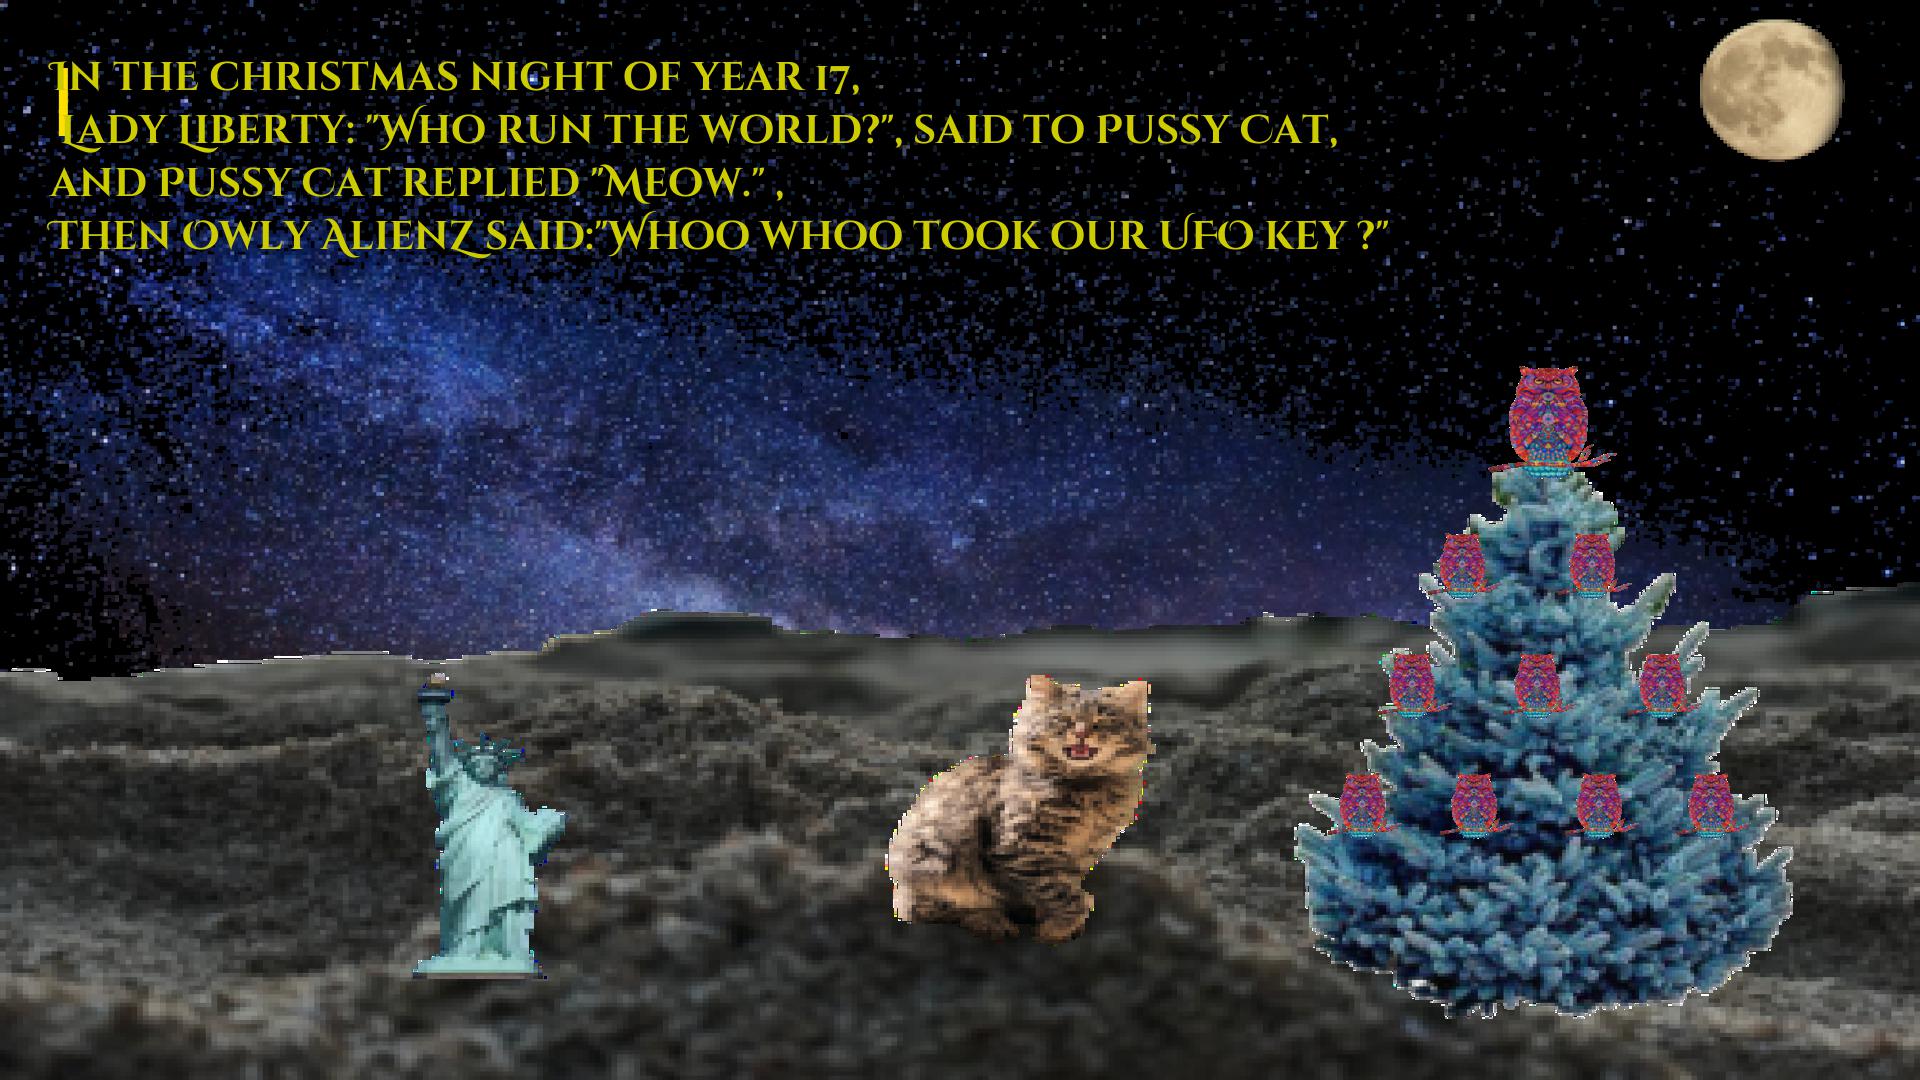 In the Christmas night of year 17,
Lady Liberty: "Who run the world?", said to Pussy Cat,
and Pussy Cat replied "Meow." ,
Then Owly AlienZ said:"Whoo whoo took our UFO key ?"